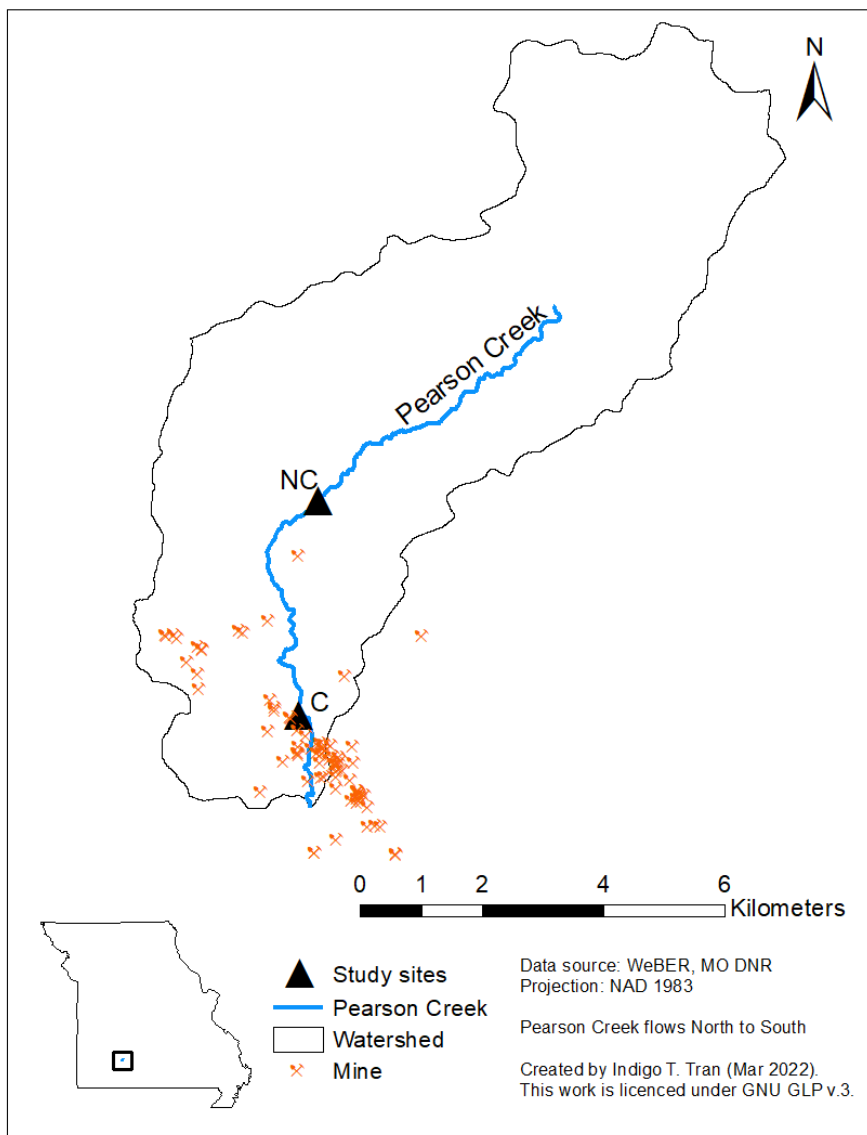 N
Pearson Creek
NC
C
0 1 2 4 6
Kilometers
Study sites
Pearson Creek
Watershed
Mine
Data source: WeBER, MO DNR
Projection: NAD 1983
Pearson Creek flows North to South
Created by Indigo T. Tran (Mar 2022).
This work is licenced under GNU GLP v.3.